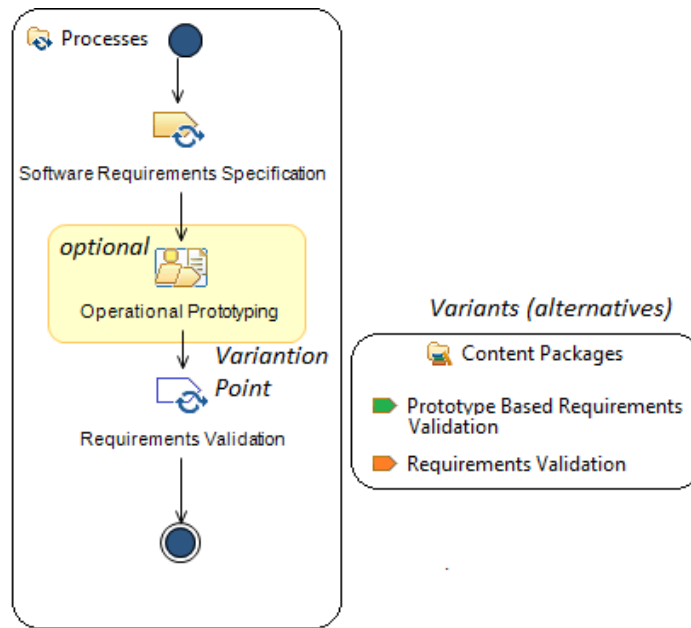 Processes
Software Requirements Specification
optional
Operational Prototyping
Variantion
Point
Requirements Validation
Variants (alternatives)
Content Packages
Prototype Based Requirements
Validation
Requirements Validation